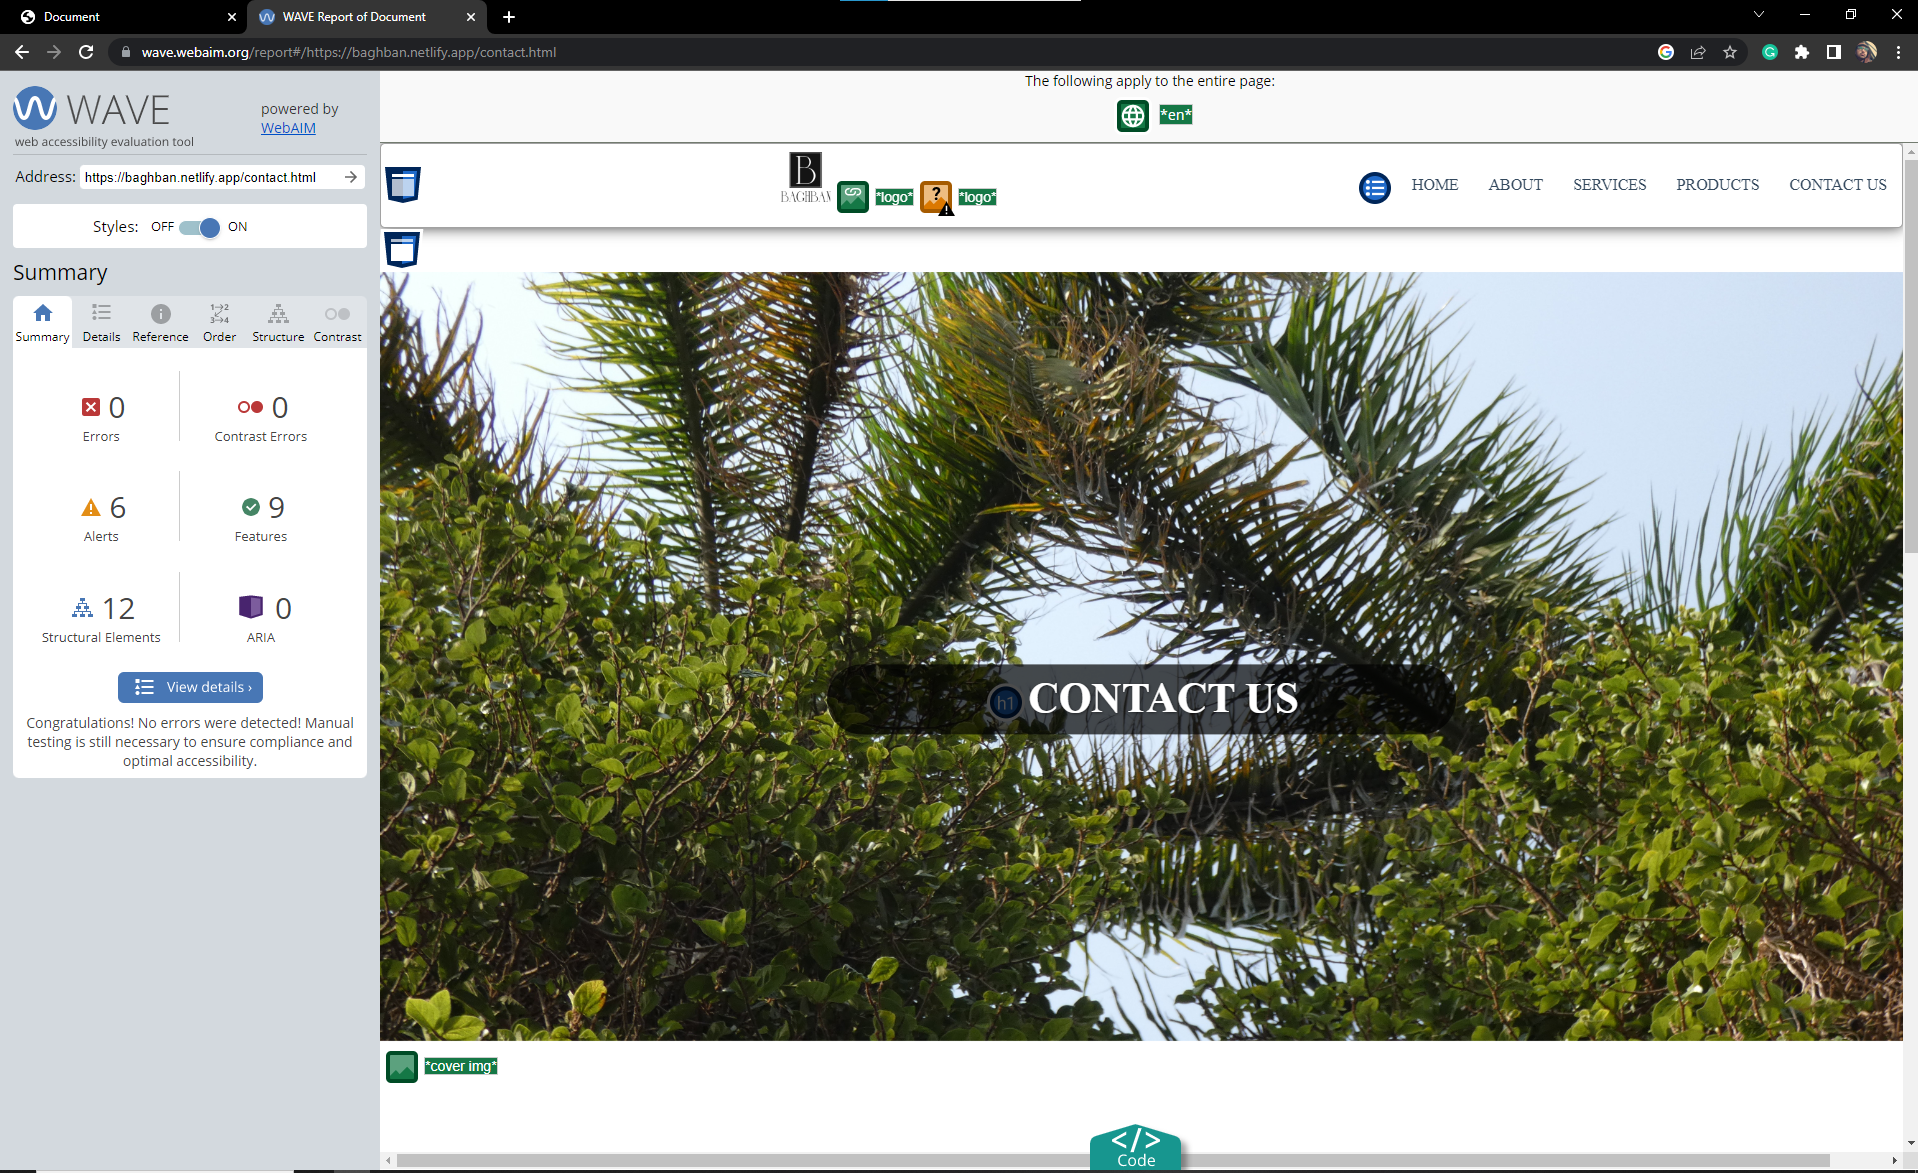 Document
WAVE Report of Document
wave.webaim.org/report#/https://baghban.netlify.app/contact.html
WAVE
web accessibility evaluation tool
powered by
WebAIM
Address: https://baghban.netlify.app/contact.html
Styles: OFF ON
Summary
Summary Details Reference Order Structure Contrast
0
Errors
0
Contrast Errors
6
Alerts
9
Features
12
Structural Elements
0
ARIA
View details ›
Congratulations! No errors were detected! Manual
testing is still necessary to ensure compliance and
optimal accessibility.
The following apply to the entire page:
*en*
B
BAGHBAN
*logo* ? *logo*
HOME ABOUT SERVICES PRODUCTS CONTACT US
h1 CONTACT US
*cover img*
</>
Code